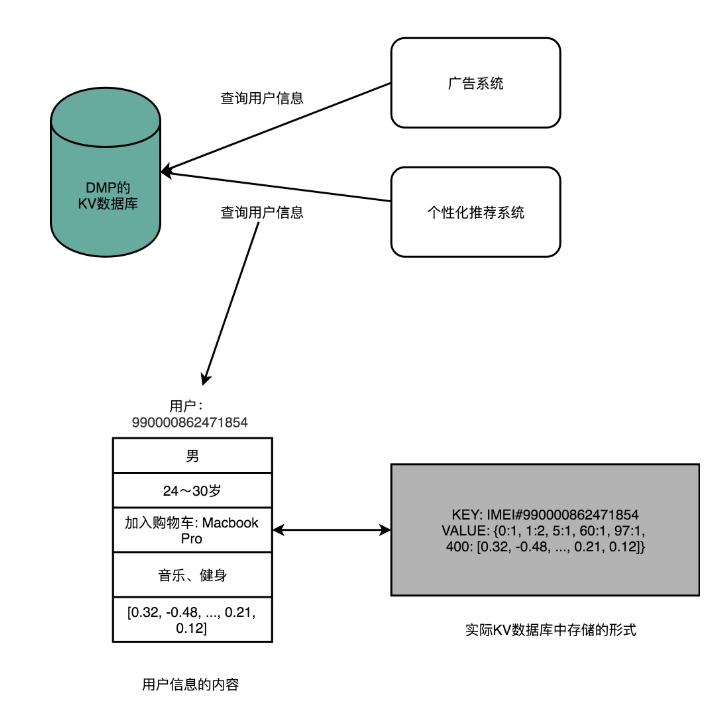 广告系统
查询用户信息
DMP的
KV数据库
个性化推荐系统
查询用户信息
用户：
990000862471854
男
24～30岁
加入购物车: Macbook
Pro
音乐、健身
[0.32, -0.48, ..., 0.21,
0.12]
用户信息的内容
KEY: IMEI#990000862471854
VALUE: {0:1, 1:2, 5:1, 60:1, 97:1,
400: [0.32, -0.48, ..., 0.21, 0.12]}
实际KV数据库中存储的形式